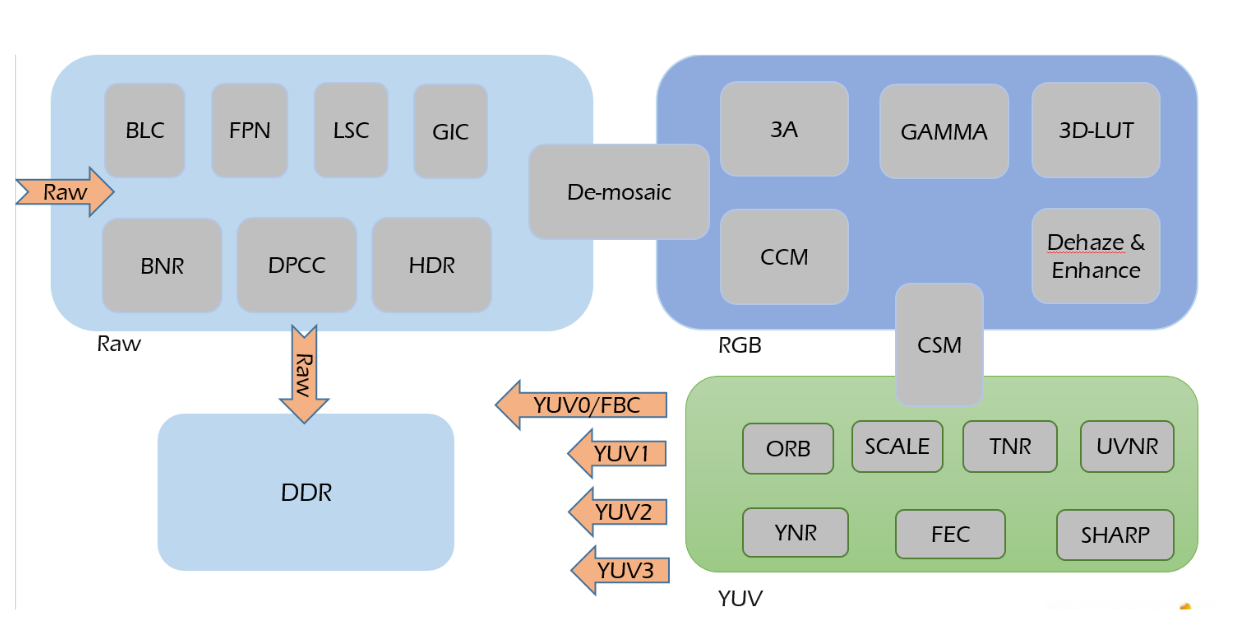 BLC
FPN
LSC
GIC
Raw
BNR
DPCC
HDR
Raw
De-mosaic
3A
GAMMA
3D-LUT
CCM
Dehaze &
Enhance
CSM
RGB
Raw
DDR
YUV0/FBC
YUV1
YUV2
YUV3
ORB
SCALE
TNR
UVNR
YNR
FEC
SHARP
YUV